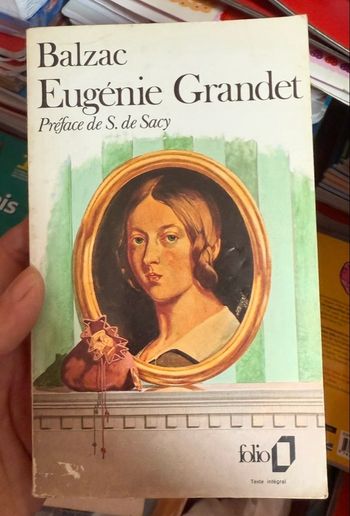 Balzac
Eugénie Grandet
Préface de S. de Sacy
folio
Texte intégral